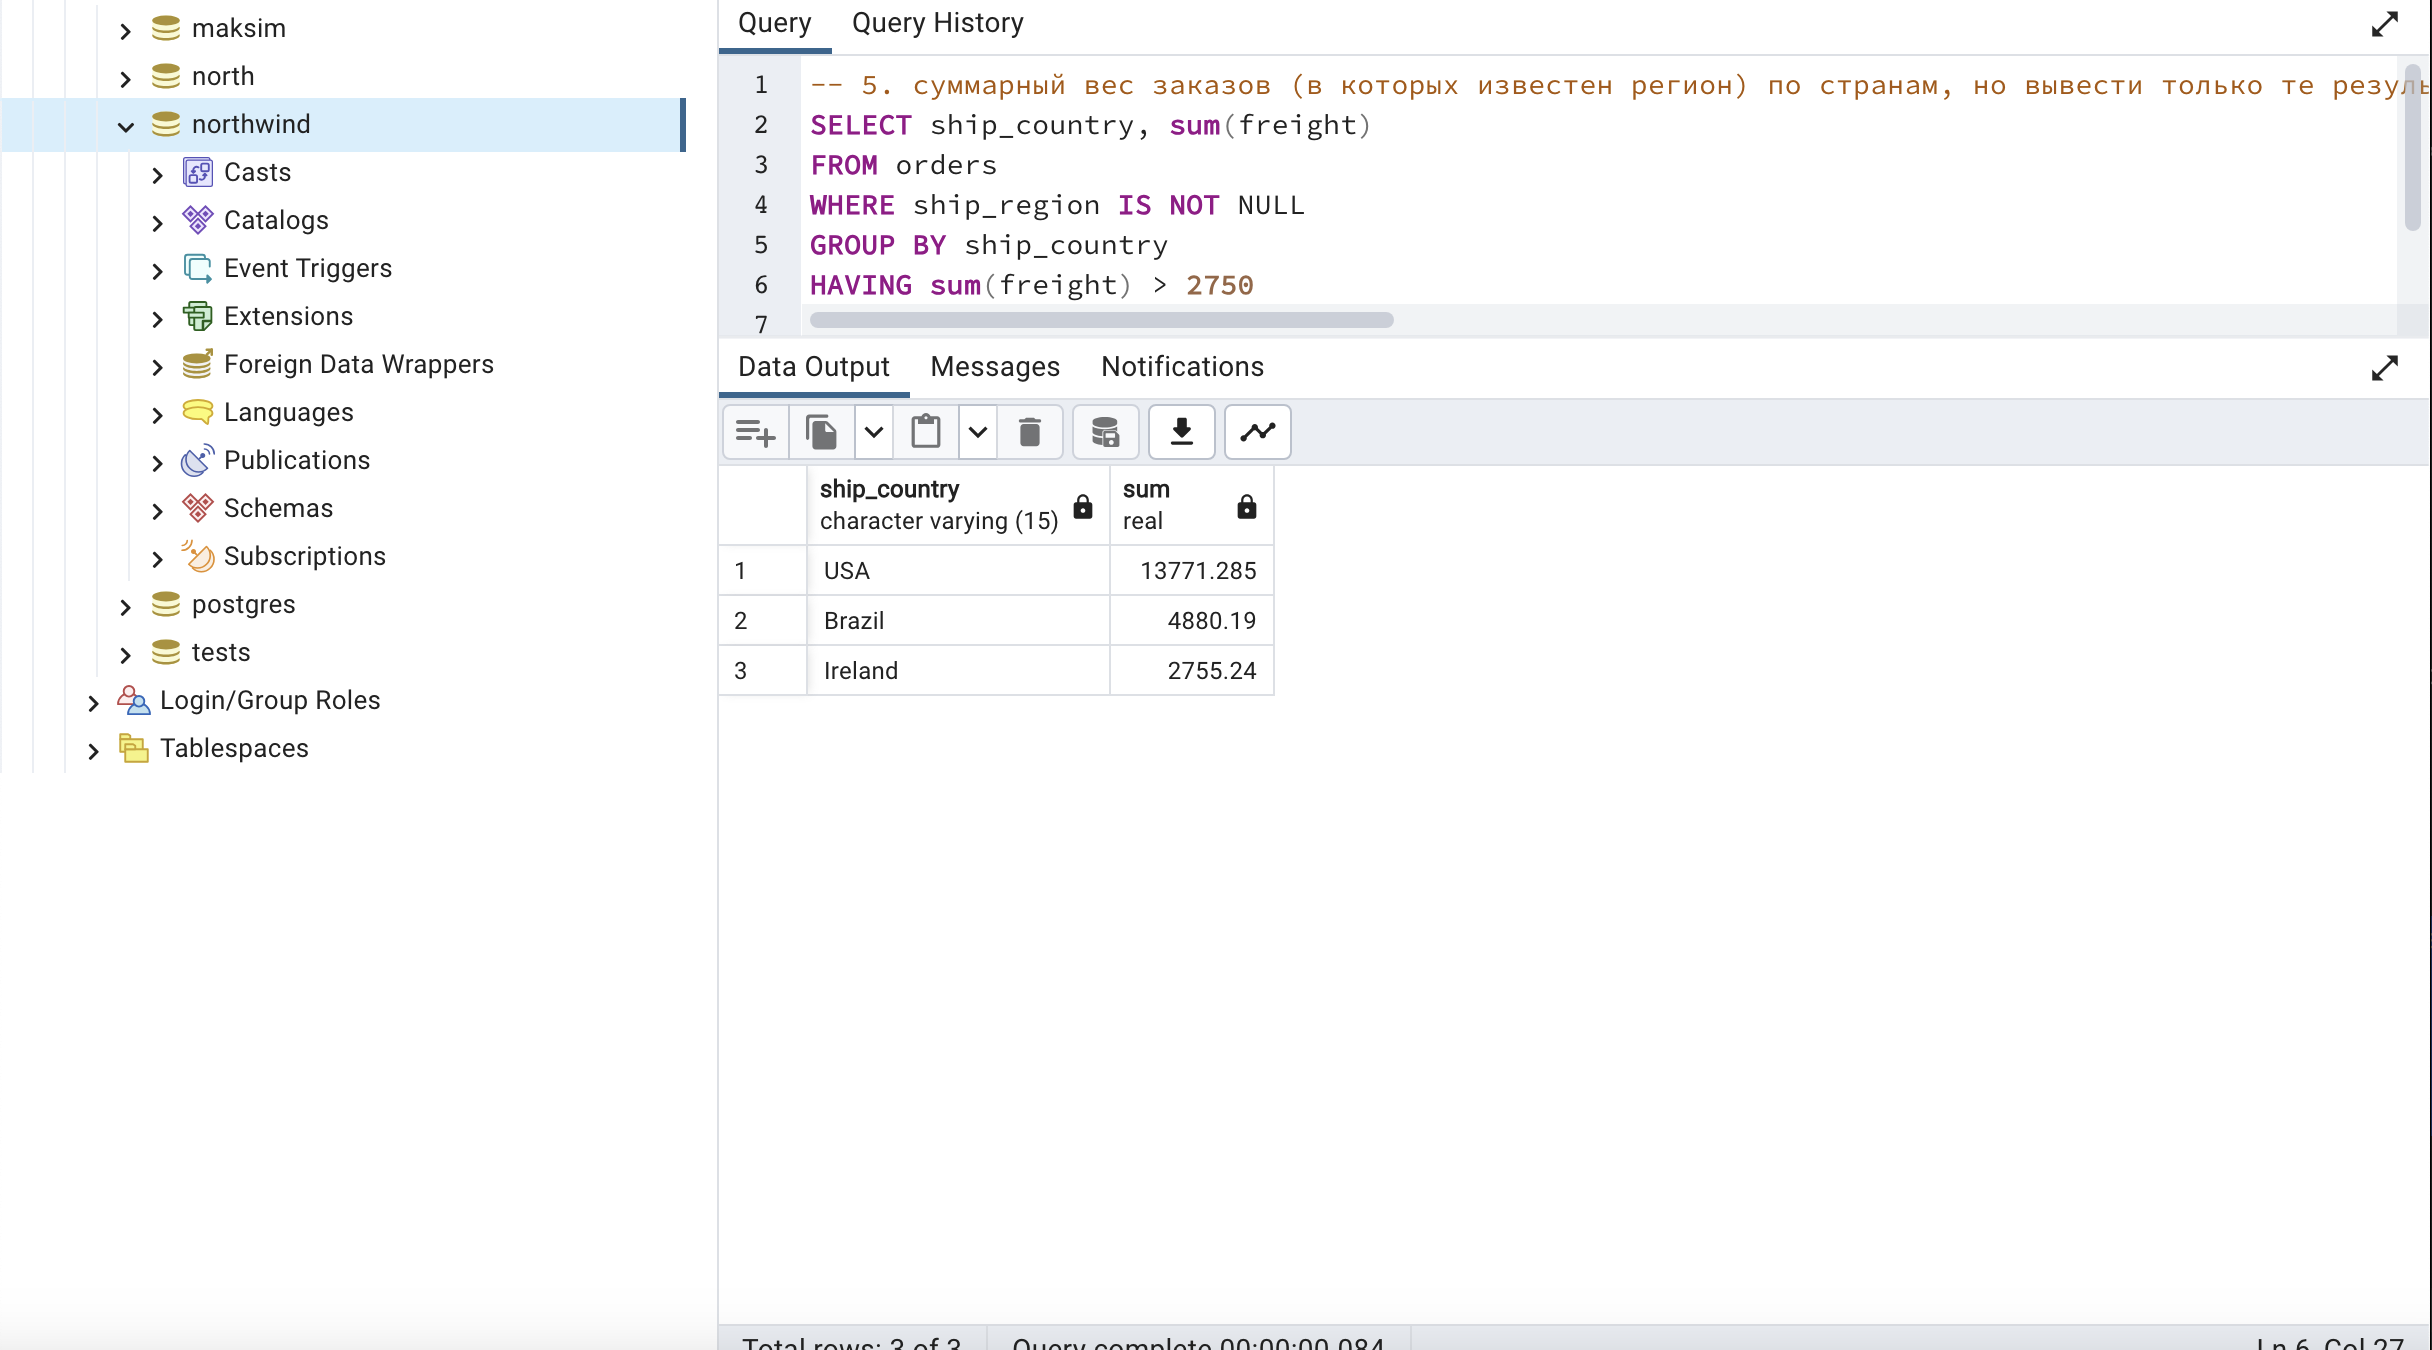 maksim
north
northwind
Casts
Catalogs
Event Triggers
Extensions
Foreign Data Wrappers
Languages
Publications
Schemas
Subscriptions
postgres
tests
Login/Group Roles
Tablespaces
Query Query History
1 -- 5. суммарный вес заказов (в которых известен регион) по странам, но вывести только те резуль
2 SELECT ship_country, sum(freight)
3 FROM orders
4 WHERE ship_region IS NOT NULL
5 GROUP BY ship_country
6 HAVING sum(freight) > 2750
7
Data Output Messages Notifications
ship_country sum
character varying (15) real
1 USA 13771.285
2 Brazil 4880.19
3 Ireland 2755.24
Total rows: 3 of 3 Query complete 00:00:00.084 Ln 6, Col 27